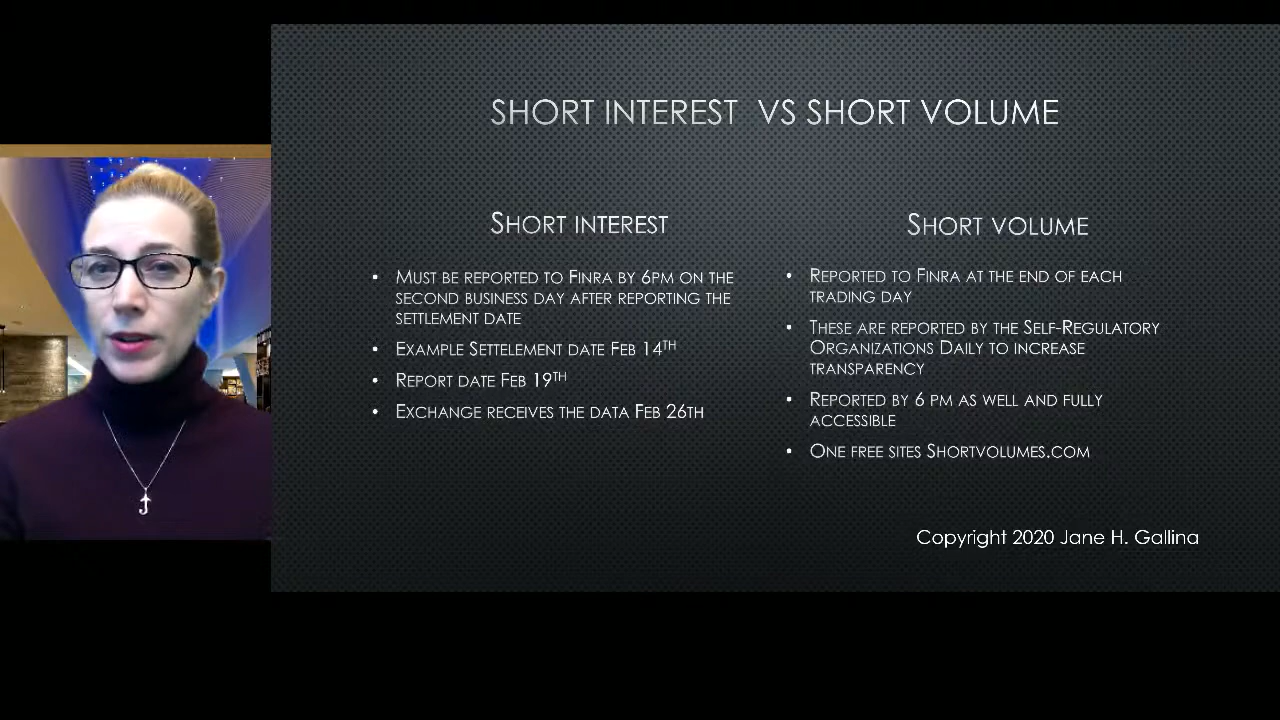 SHORT INTEREST VS SHORT VOLUME
SHORT INTEREST
• MUST BE REPORTED TO FINRA BY 6PM ON THE
SECOND BUSINESS DAY AFTER REPORTING THE
SETTLEMENT DATE
• EXAMPLE SETTELEMENT DATE FEB 14TH
• REPORT DATE FEB 19TH
• EXCHANGE RECEIVES THE DATA FEB 26TH
SHORT VOLUME
• REPORTED TO FINRA AT THE END OF EACH
TRADING DAY
• THESE ARE REPORTED BY THE SELF-REGULATORY
ORGANIZATIONS DAILY TO INCREASE
TRANSPARENCY
• REPORTED BY 6 PM AS WELL AND FULLY
ACCESSIBLE
• ONE FREE SITES SHORTVOLUMES.COM
Copyright 2020 Jane H. Gallina